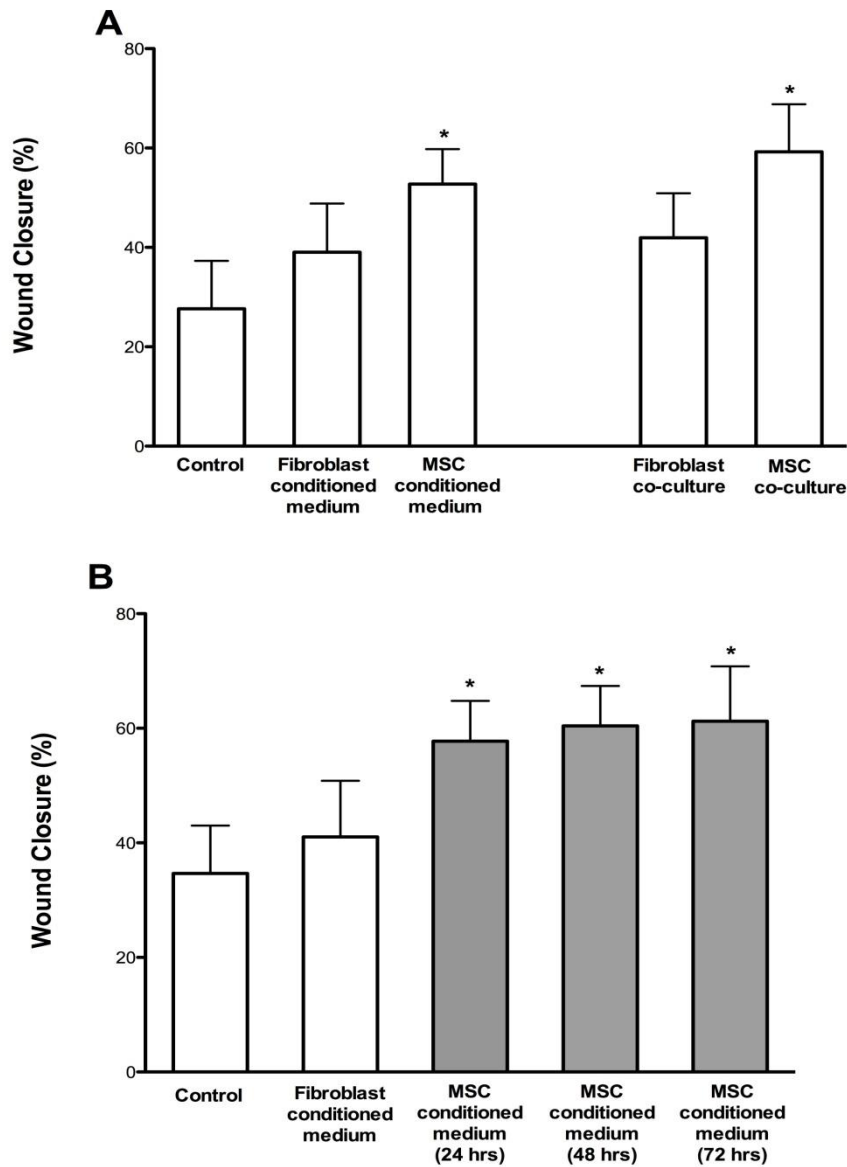 A
80
60
40
20
0
Wound Closure (%)
*
*
Control
Fibroblast
conditioned
medium
MSC
conditioned
medium
Fibroblast
co-culture
MSC
co-culture
B
80
60
40
20
0
Wound Closure (%)
*
*
*
Control
Fibroblast
conditioned
medium
MSC
conditioned
medium
(24 hrs)
MSC
conditioned
medium
(48 hrs)
MSC
conditioned
medium
(72 hrs)